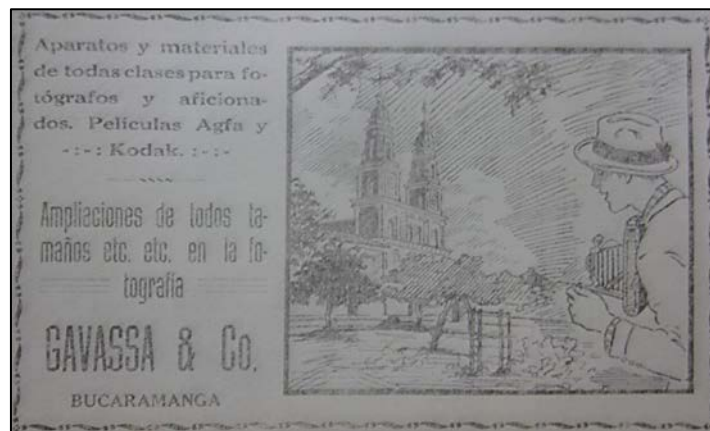 Aparatos y materiales
de todas clases para fo-
tógrafos y aficiona-
dos. Películas Agfa y
-:-: Kodak. :-:-
Ampliaciones de todos ta-
maños etc. etc. en la fo-
tografía
GAVASSA & Co.
BUCARAMANGA